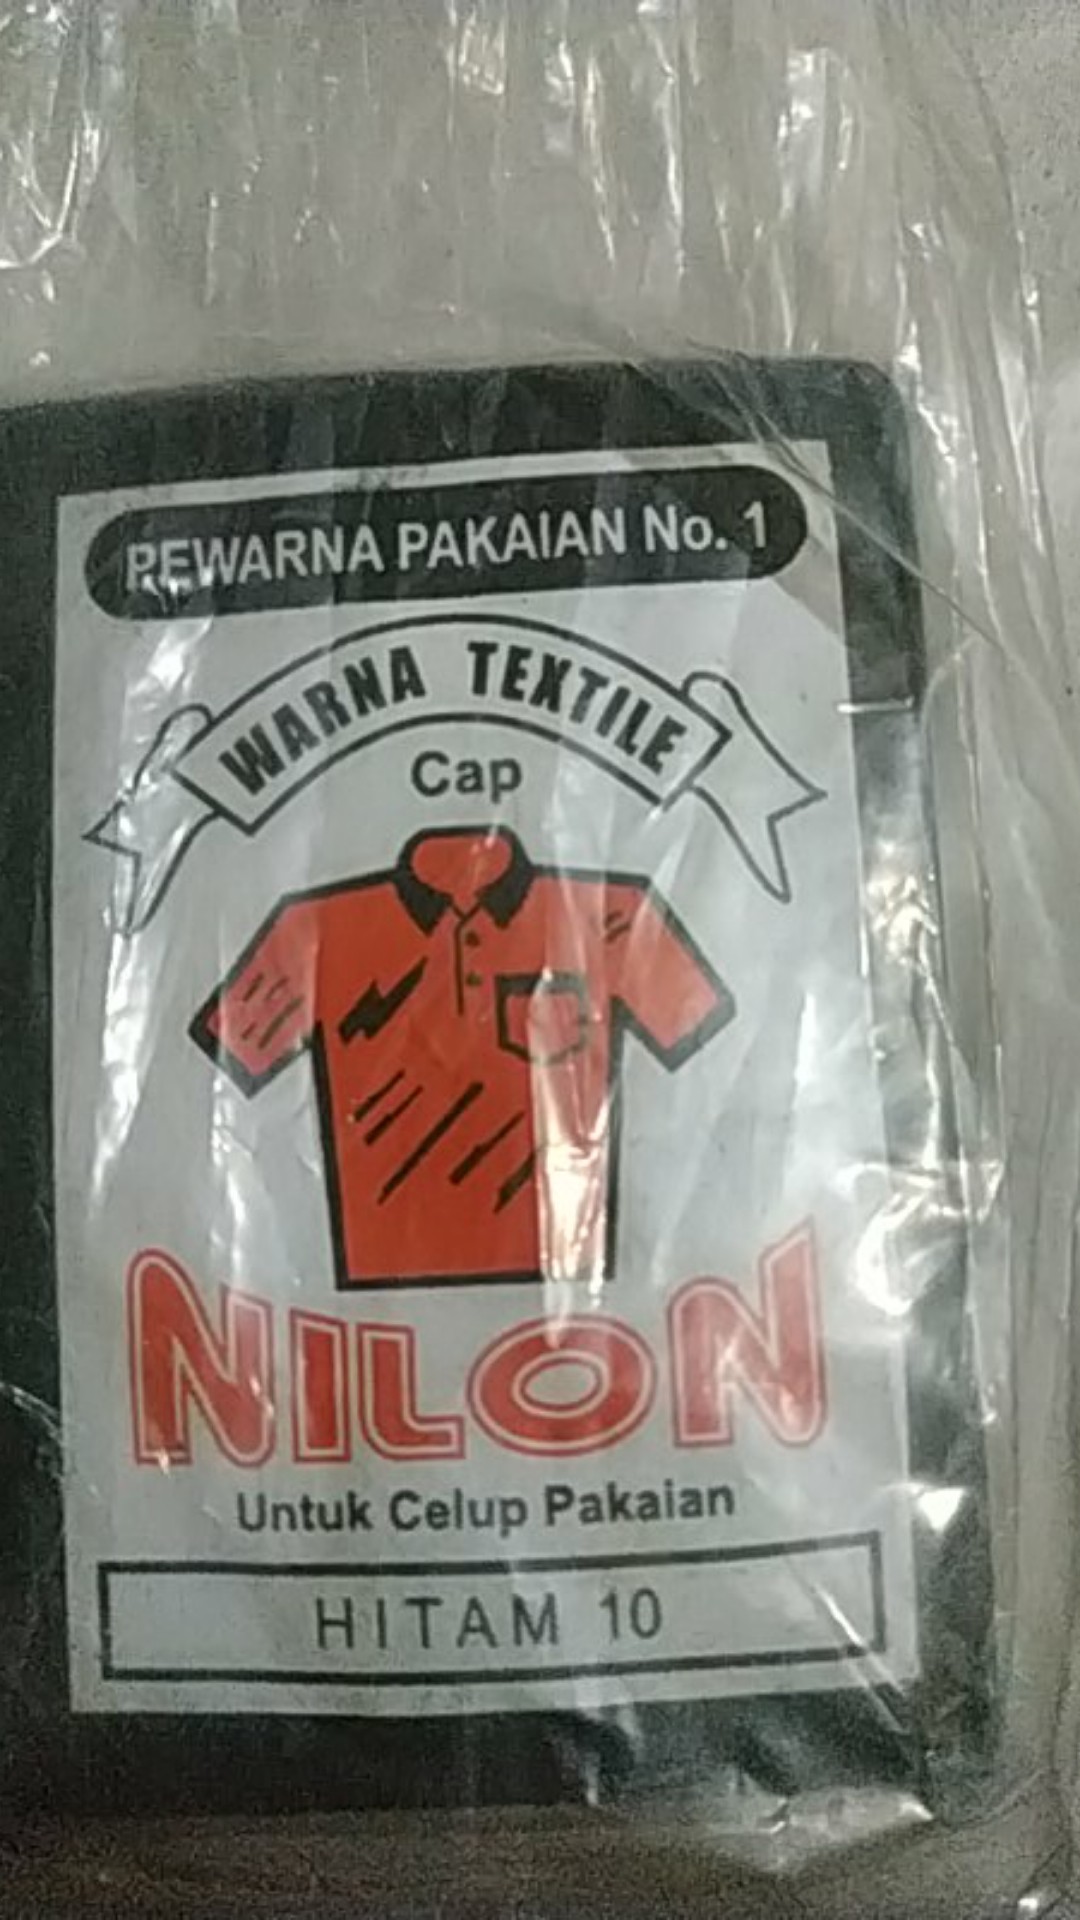 PEWARNA PAKAIAN No. 1
WARNA TEXTILE
Cap
NILON
Untuk Celup Pakaian
HITAM 10